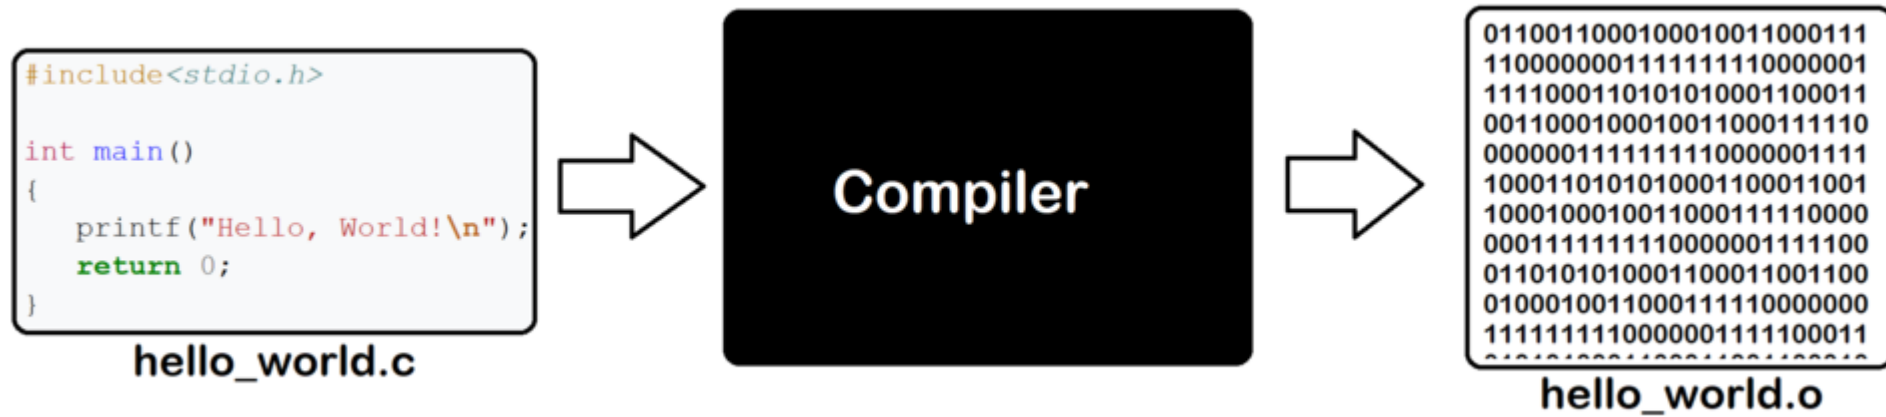 #include<stdio.h>
int main()
{
printf("Hello, World!\n");
return 0;
}
hello_world.c
Compiler
0110011000100010011000111
1100000001111111110000001
1111000110101010001100011
0011000100010011000111110
0000001111111110000001111
1000110101010001100011001
1000100010011000111110000
0001111111110000001111100
0110101010001100011001100
0100010011000111110000000
1111111110000001111100011
hello_world.o